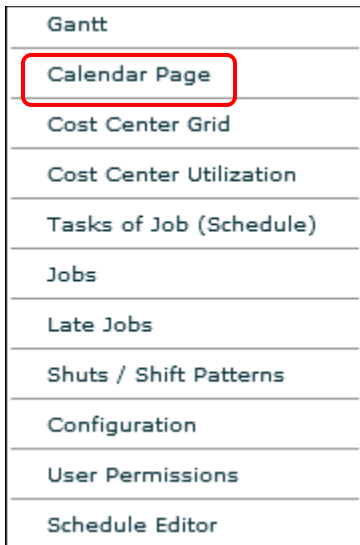 Gantt
Calendar Page
Cost Center Grid
Cost Center Utilization
Tasks of Job (Schedule)
Jobs
Late Jobs
Shuts / Shift Patterns
Configuration
User Permissions
Schedule Editor